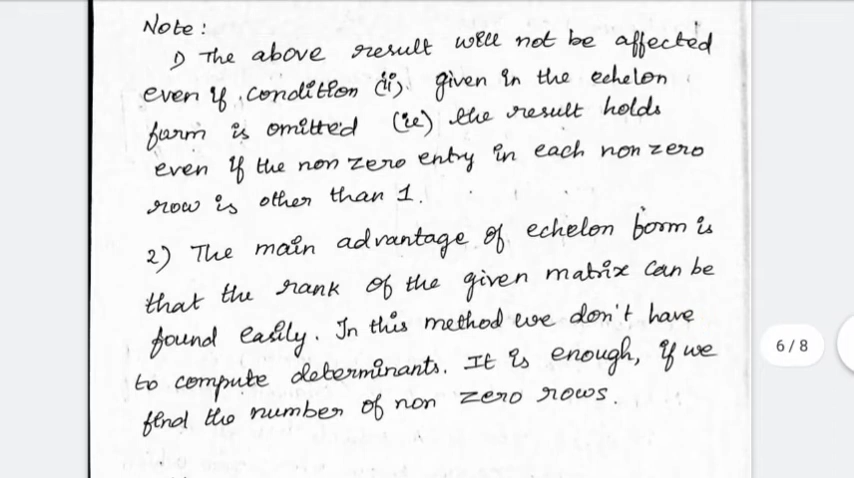 Note :
1) The above result will not be affected
even if condition (ii) given in the echelon
form is omitted (ie) the result holds
even if the non zero entry in each non zero
row is other than 1.
2) The main advantage of echelon form is
that the rank of the given matrix can be
found easily. In this method we don't have
to compute determinants. It is enough, if we
find the number of non zero rows.
6 / 8